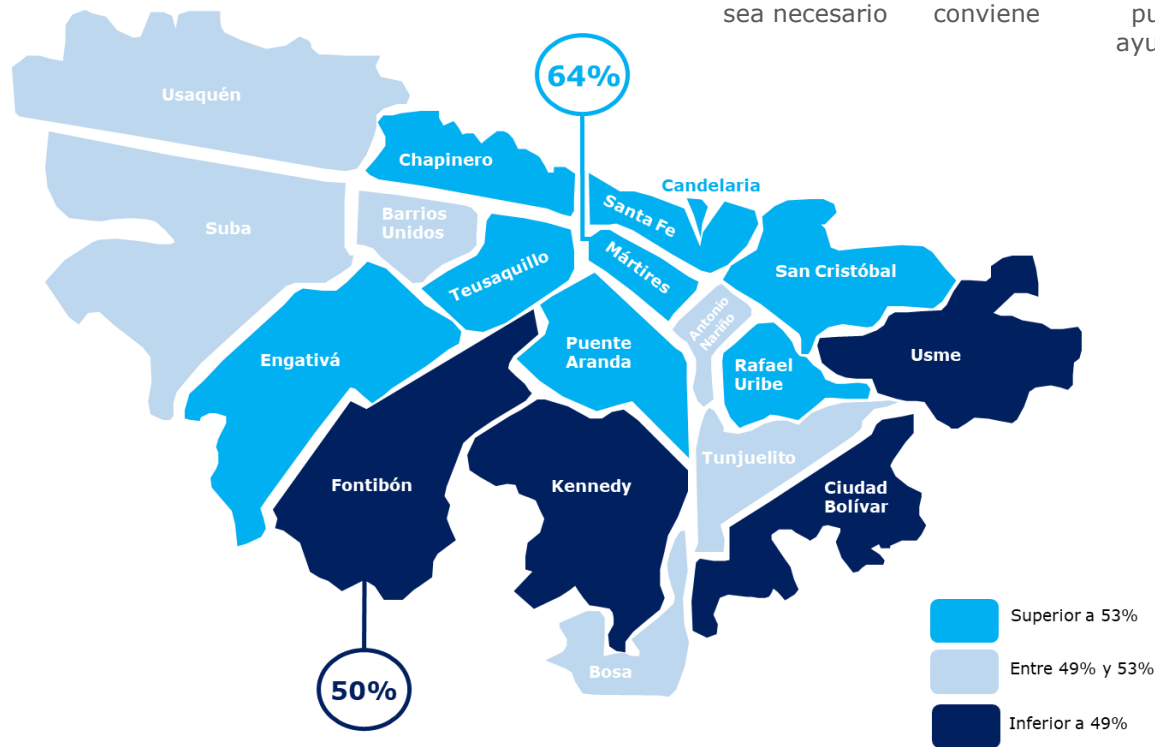 sea necesario conviene pu
ayu
64%
Usaquén
Chapinero
Candelaria
Santa Fe
Suba
Barrios
Unidos
Teusaquillo
Mártires
San Cristóbal
Antonio
Nariño
Engativá
Puente
Aranda
Rafael
Uribe
Usme
Fontibón
Kennedy
Tunjuelito
Ciudad
Bolívar
Bosa
50%
Superior a 53%
Entre 49% y 53%
Inferior a 49%